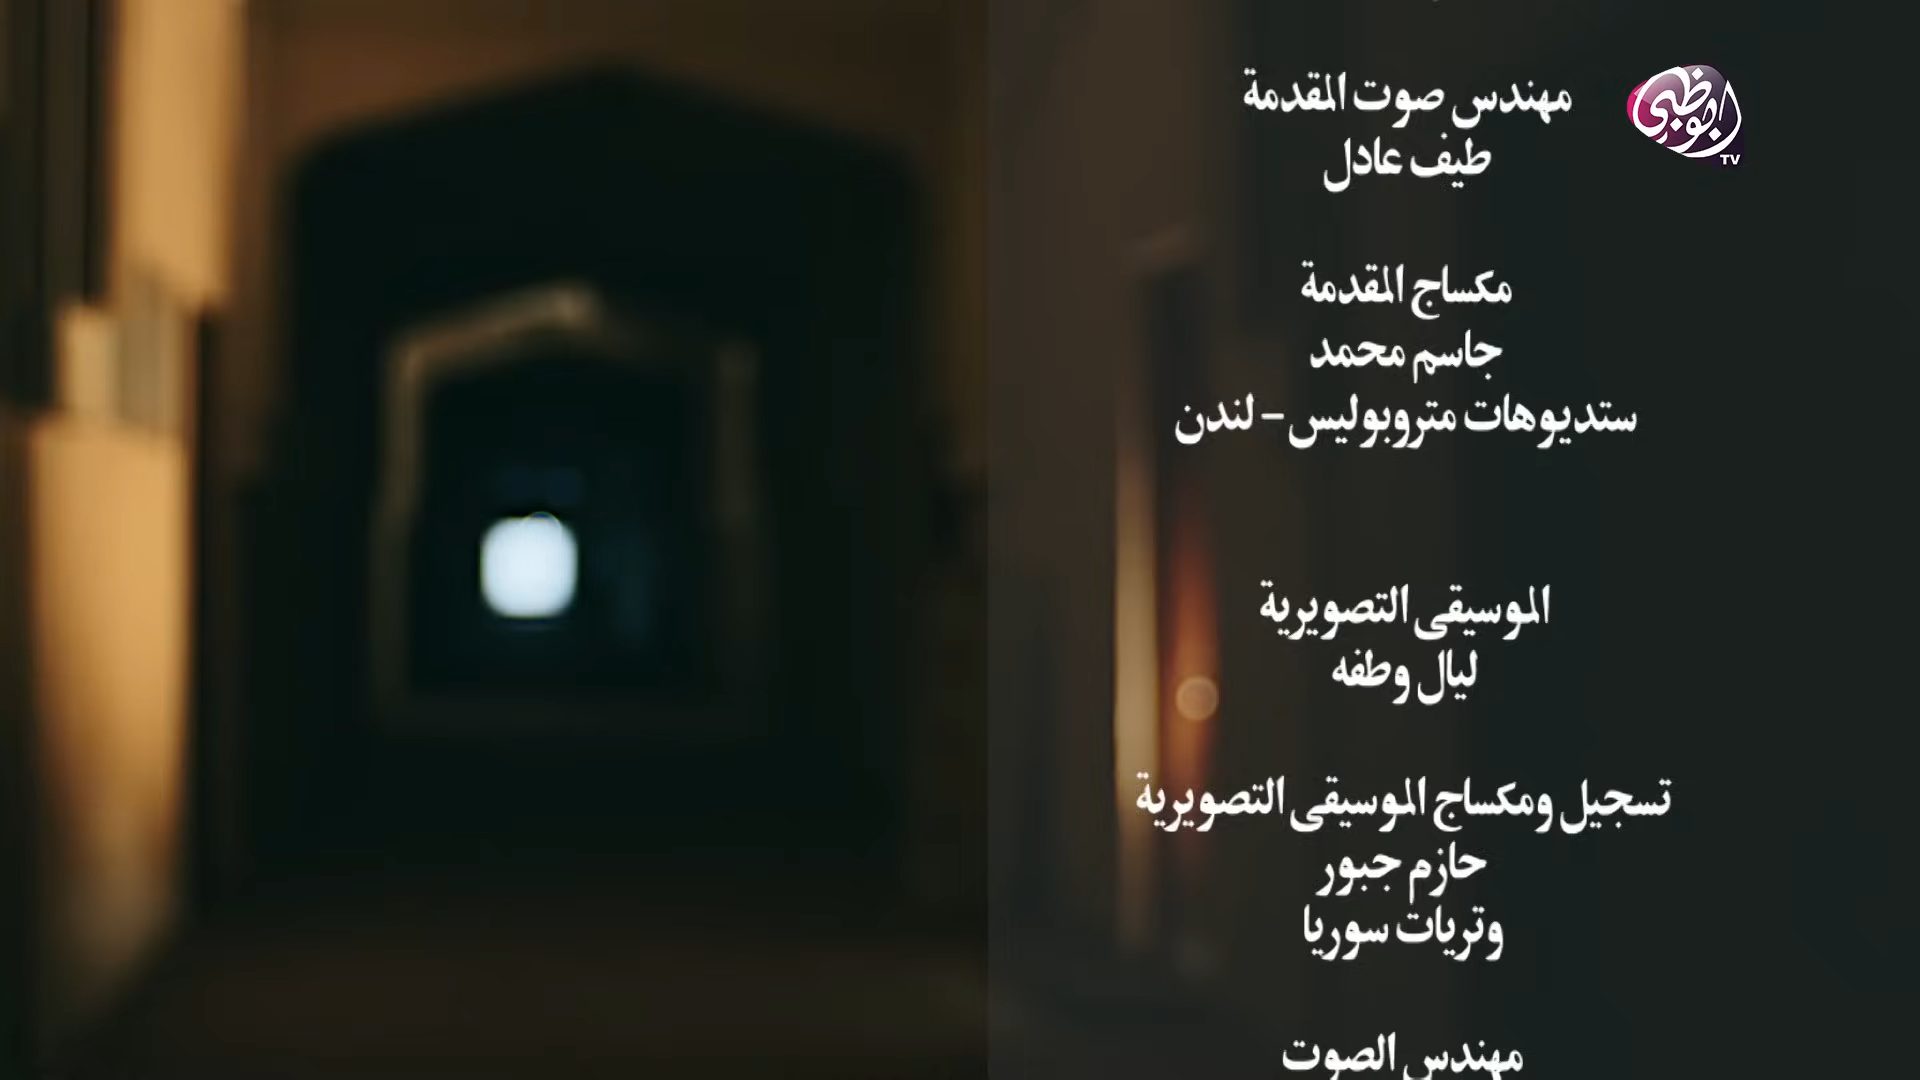 مهندس صوت المقدمة
أبوظبي
TV
طيف عادل
مكساج المقدمة
جاسم محمد
ستديوهات متروبوليس - لندن
الموسيقى التصويرية
ليال وطفه
تسجيل ومكساج الموسيقى التصويرية
حازم جبور
وتريات سوريا
مهندس الصوت